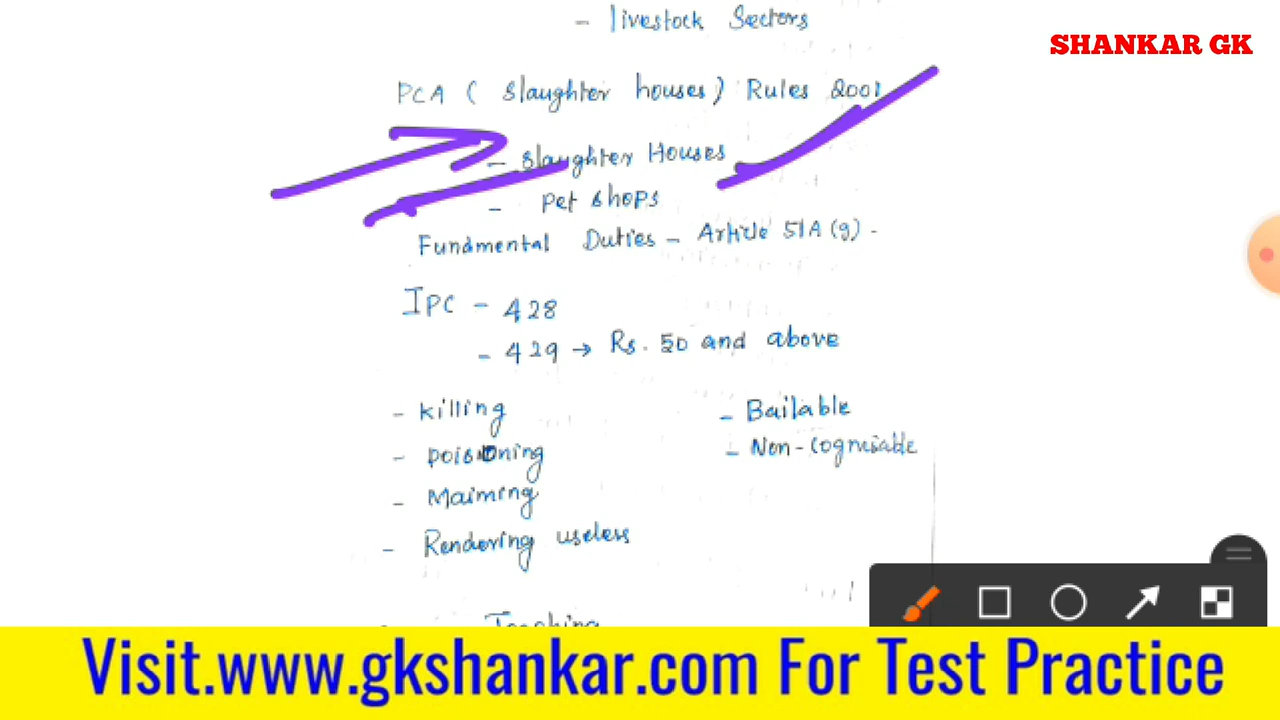 - livestock Sectors
SHANKAR GK
PCA ( slaughter houses ) Rules 2001
- slaughter Houses
- Pet shops
Fundmental Duties - Article 51A (g) -
IPC - 428
- 429 → Rs. 50 and above
- killing
- Bailable
- poisoning
- Non-cognisable
- Maiming
- Rendering useless
Visit.www.gkshankar.com For Test Practice